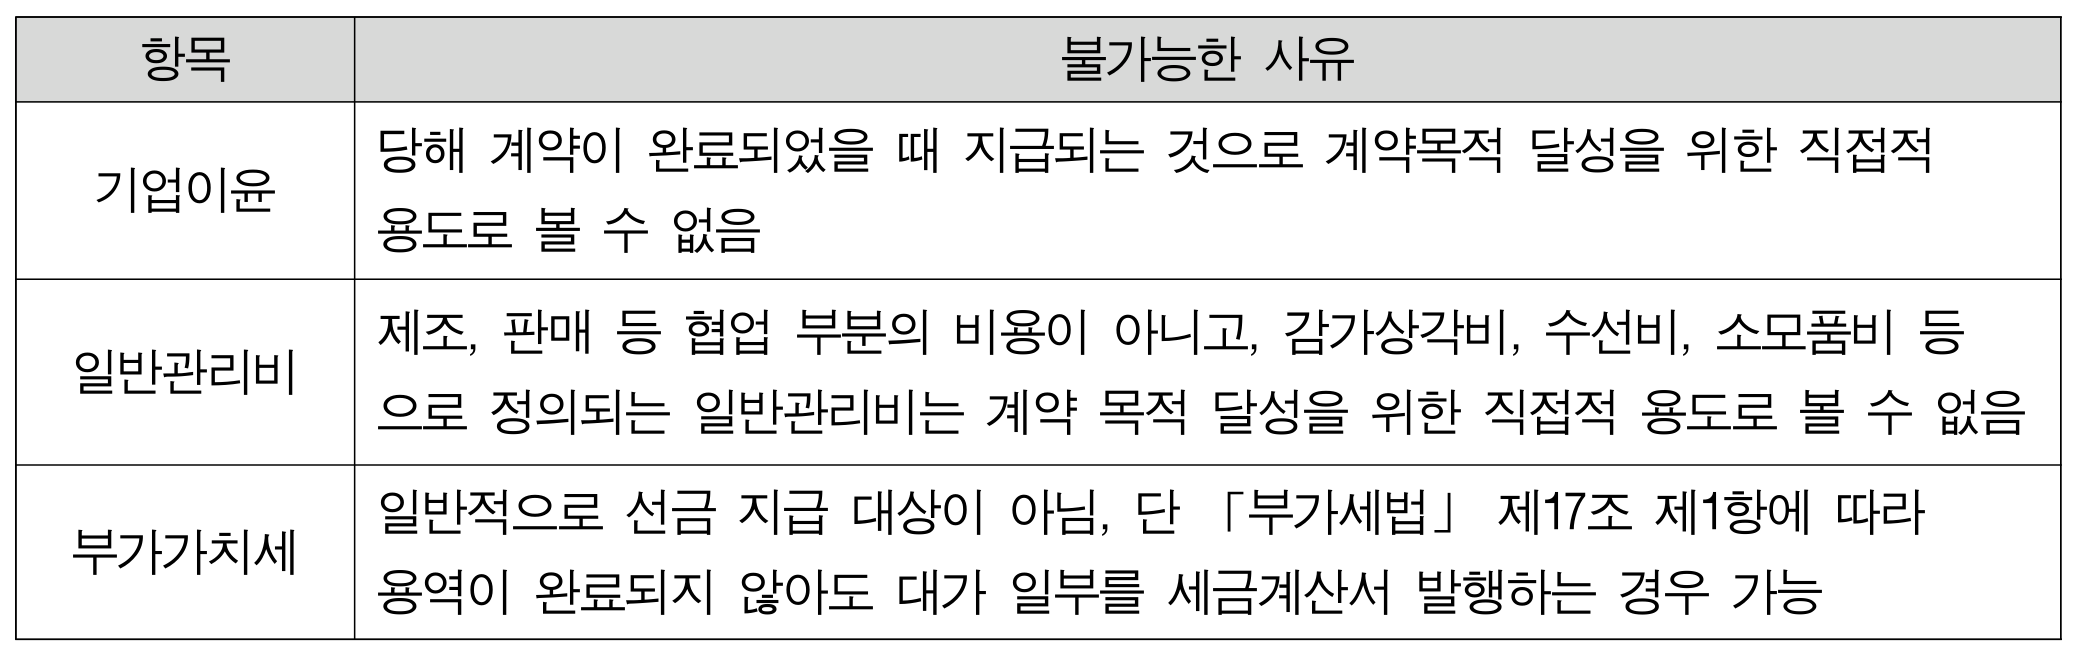 항목
불가능한 사유
기업이윤
당해 계약이 완료되었을 때 지급되는 것으로 계약목적 달성을 위한 직접적
용도로 볼 수 없음
일반관리비
제조, 판매 등 협업 부분의 비용이 아니고, 감가상각비, 수선비, 소모품비 등
으로 정의되는 일반관리비는 계약 목적 달성을 위한 직접적 용도로 볼 수 없음
부가가치세
일반적으로 선금 지급 대상이 아님, 단 「부가세법」 제17조 제1항에 따라
용역이 완료되지 않아도 대가 일부를 세금계산서 발행하는 경우 가능